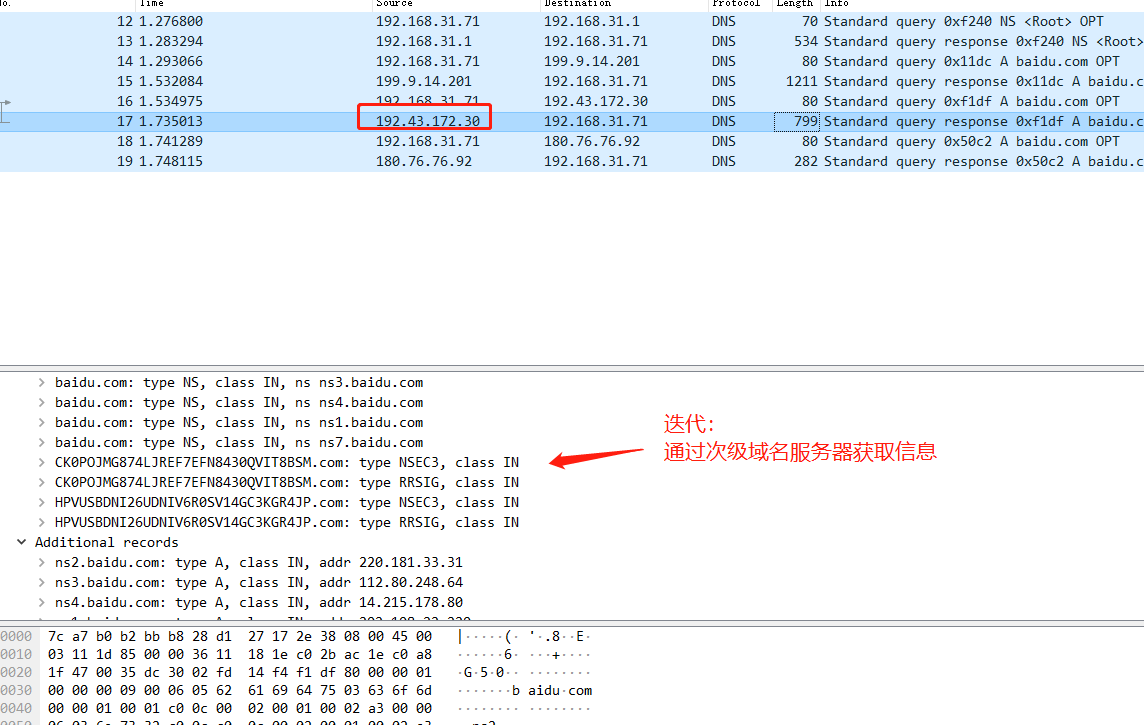 No. Time Source Destination Protocol Length Info
12 1.276800 192.168.31.71 192.168.31.1 DNS 70 Standard query 0xf240 NS <Root> OPT
13 1.283294 192.168.31.1 192.168.31.71 DNS 534 Standard query response 0xf240 NS <Root>
14 1.293066 192.168.31.71 199.9.14.201 DNS 80 Standard query 0x11dc A baidu.com OPT
15 1.532084 199.9.14.201 192.168.31.71 DNS 1211 Standard query response 0x11dc A baidu.c
16 1.534975 192.168.31.71 192.43.172.30 DNS 80 Standard query 0xf1df A baidu.com OPT
17 1.735013 192.43.172.30 192.168.31.71 DNS 799 Standard query response 0xf1df A baidu.c
18 1.741289 192.168.31.71 180.76.76.92 DNS 80 Standard query 0x50c2 A baidu.com OPT
19 1.748115 180.76.76.92 192.168.31.71 DNS 282 Standard query response 0x50c2 A baidu.c
baidu.com: type NS, class IN, ns ns3.baidu.com
baidu.com: type NS, class IN, ns ns4.baidu.com
baidu.com: type NS, class IN, ns ns1.baidu.com
baidu.com: type NS, class IN, ns ns7.baidu.com
CK0POJMG874LJREF7EFN8430QVIT8BSM.com: type NSEC3, class IN
CK0POJMG874LJREF7EFN8430QVIT8BSM.com: type RRSIG, class IN
HPVUSBDNI26UDNIV6R0SV14GC3KGR4JP.com: type NSEC3, class IN
HPVUSBDNI26UDNIV6R0SV14GC3KGR4JP.com: type RRSIG, class IN
迭代：
通过次级域名服务器获取信息
Additional records
ns2.baidu.com: type A, class IN, addr 220.181.33.31
ns3.baidu.com: type A, class IN, addr 112.80.248.64
ns4.baidu.com: type A, class IN, addr 14.215.178.80
0000 7c a7 b0 b2 bb b8 28 d1 27 17 2e 38 08 00 45 00 |·····(· '·.8··E·
0010 03 11 1d 85 00 00 36 11 18 1e c0 2b ac 1e c0 a8 ······6· ···+····
0020 1f 47 00 35 dc 30 02 fd 14 f4 f1 df 80 00 00 01 ·G·5·0·· ········
0030 00 00 00 09 00 06 05 62 61 69 64 75 03 63 6f 6d ·······b aidu·com
0040 00 00 01 00 01 c0 0c 00 02 00 01 00 02 a3 00 00 ········ ········